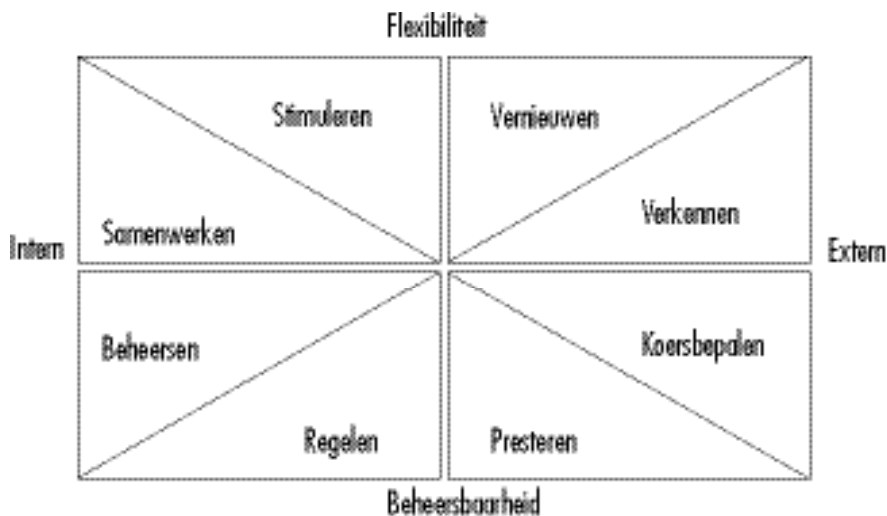 Flexibiliteit
Stimuleren
Vernieuwen
Samenwerken
Verkennen
Intern
Extern
Beheersen
Koersbepalen
Regelen
Presteren
Beheersbaarheid